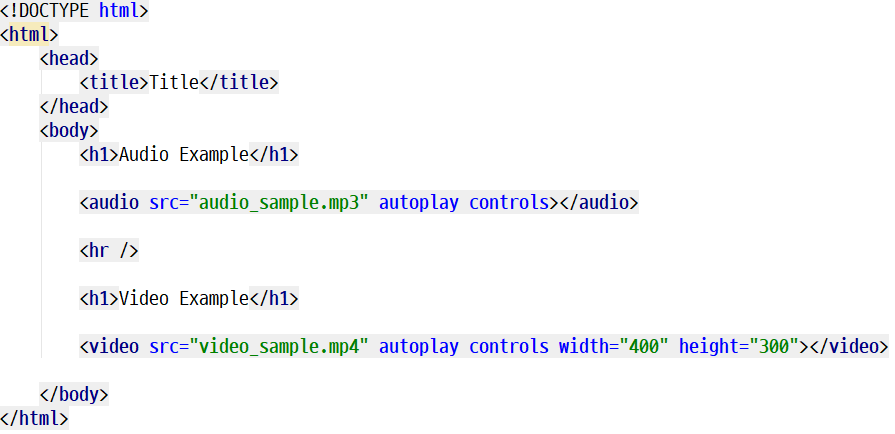 <!DOCTYPE html>
<html>
    <head>
        <title>Title</title>
    </head>
    <body>
        <h1>Audio Example</h1>

        <audio src="audio_sample.mp3" autoplay controls></audio>

        <hr />

        <h1>Video Example</h1>

        <video src="video_sample.mp4" autoplay controls width="400" height="300"></video>

    </body>
</html>